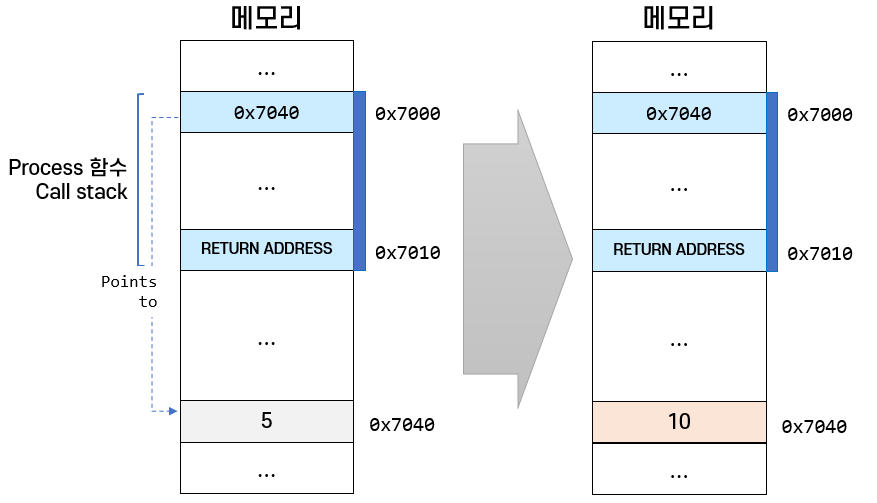 메모리
...
0x7040
0x7000
Process 함수
Call stack
...
RETURN ADDRESS
0x7010
Points
to
...
5
0x7040
...
메모리
...
0x7040
0x7000
...
RETURN ADDRESS
0x7010
...
10
0x7040
...